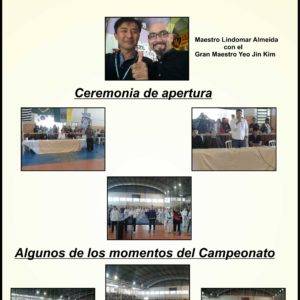 Maestro Lindomar Almeida
con el
Gran Maestro Yeo Jin Kim
Ceremonia de apertura
Algunos de los momentos del Campeonato